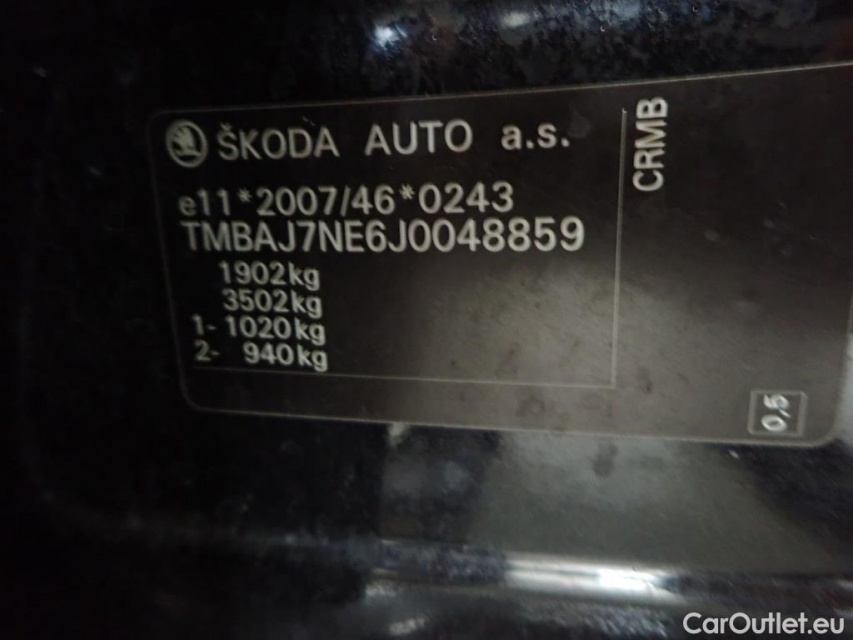 ŠKODA AUTO a.s.
CRMB
e11*2007/46*0243
TMBAJ7NE6J0048859
1902kg
3502kg
1- 1020kg
2- 940kg
0,5
CarOutlet.eu